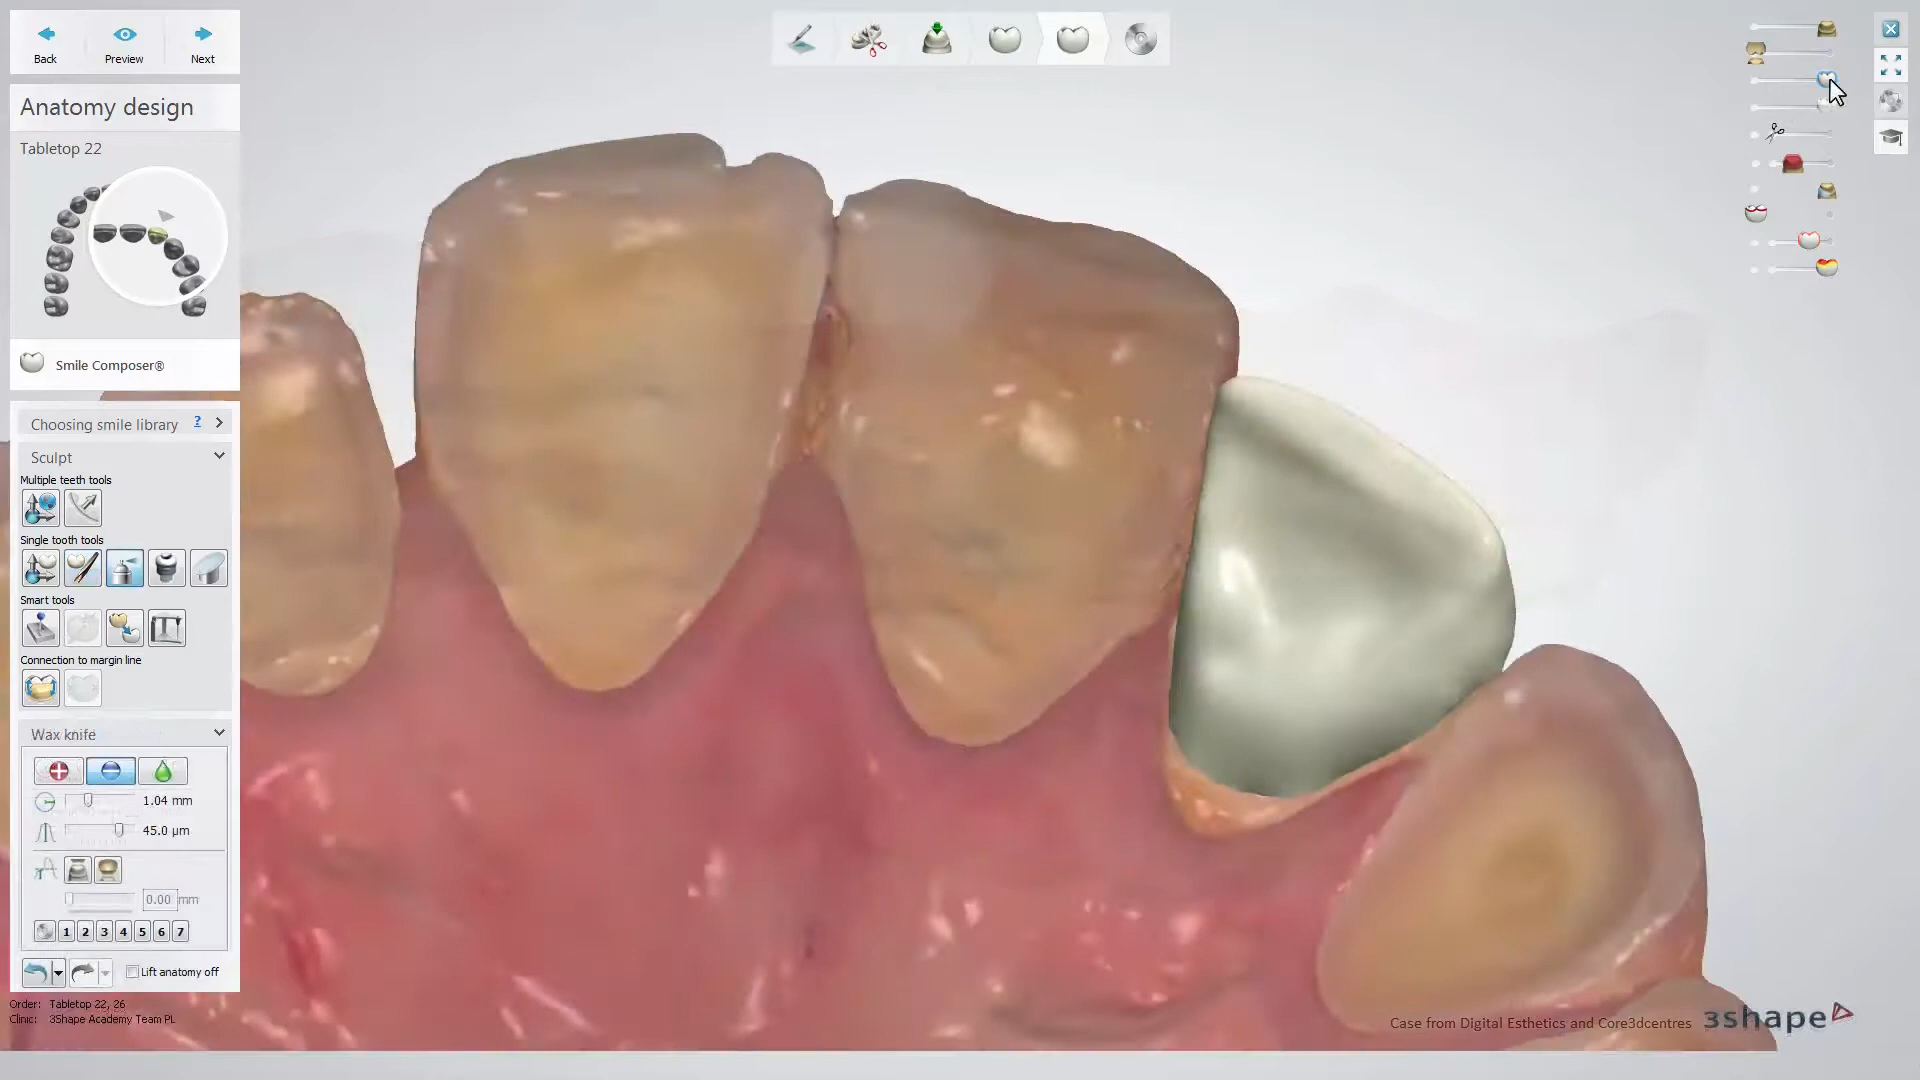 Back
Preview
Next
Anatomy design
Tabletop 22
Smile Composer®
Choosing smile library ?
Sculpt
Multiple teeth tools
Single tooth tools
Smart tools
Connection to margin line
Wax knife
1.04 mm
45.0 µm
0.00 mm
1 2 3 4 5 6 7
Lift anatomy off
Order: Tabletop 22, 26
Clinic: 3Shape Academy Team PL
Case from Digital Esthetics and Core3dcentres
3shape